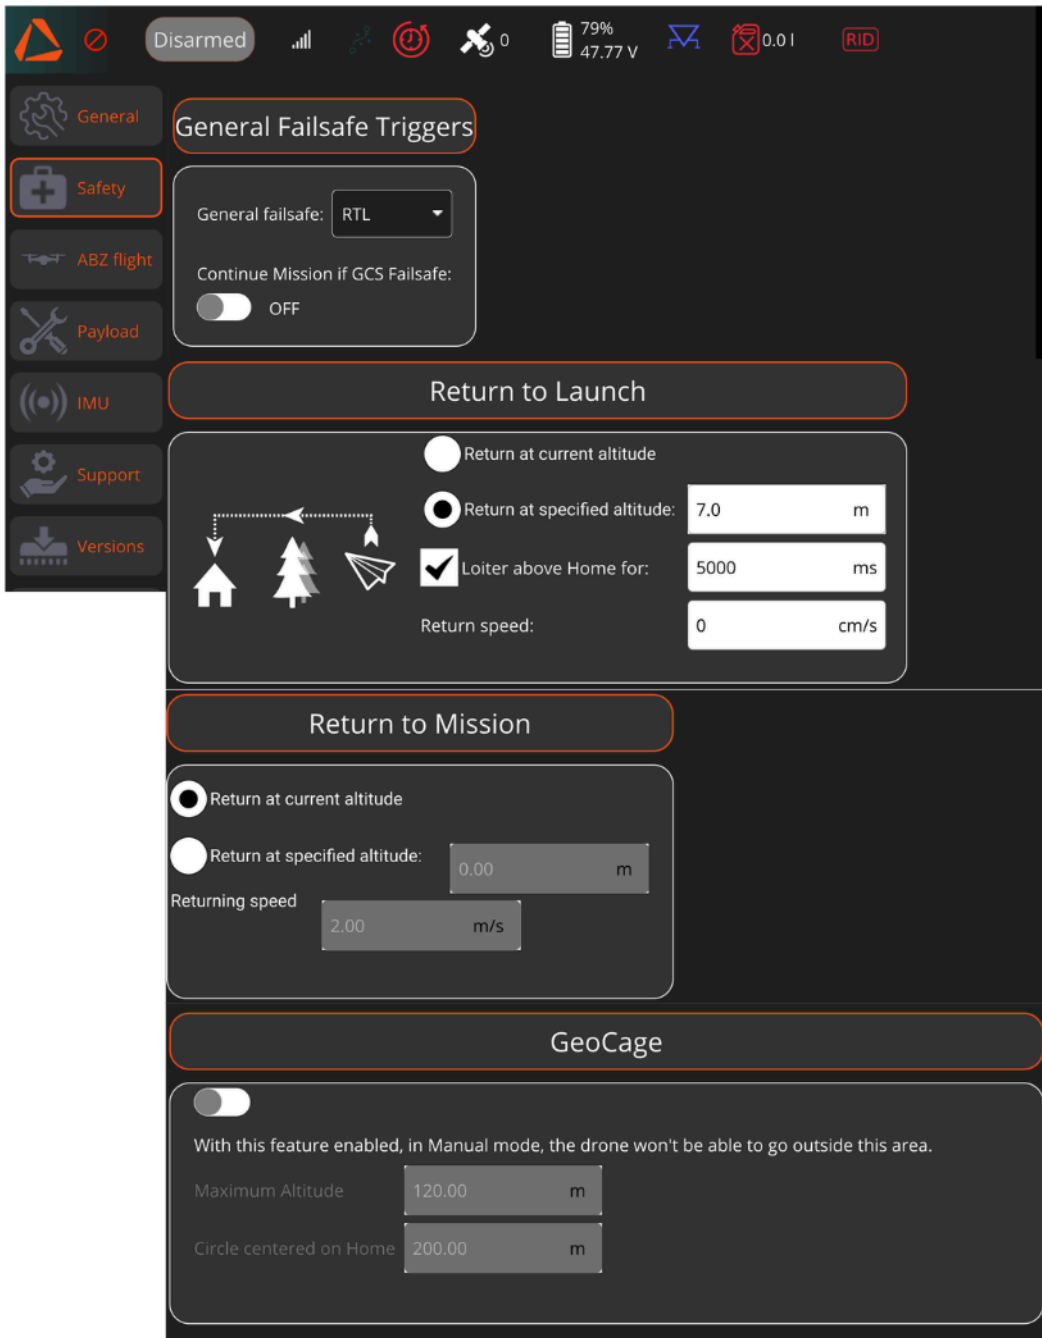 Disarmed
0
79%
47.77 V
0.0 l
RID
General
Safety
ABZ flight
Payload
IMU
Support
Versions
General Failsafe Triggers
General failsafe: RTL
Continue Mission if GCS Failsafe:
OFF
Return to Launch
Return at current altitude
Return at specified altitude: 7.0 m
Loiter above Home for: 5000 ms
Return speed: 0 cm/s
Return to Mission
Return at current altitude
Return at specified altitude: 0.00 m
Returning speed 2.00 m/s
GeoCage
With this feature enabled, in Manual mode, the drone won't be able to go outside this area.
Maximum Altitude 120.00 m
Circle centered on Home 200.00 m